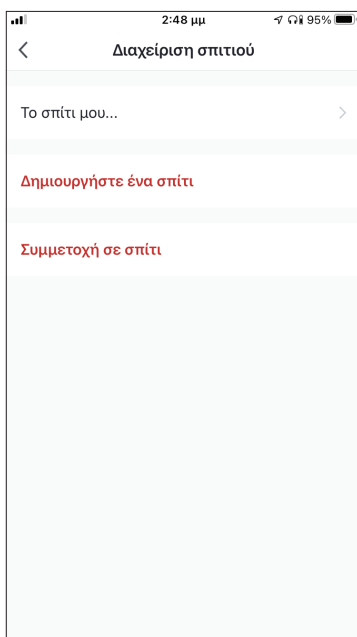 2:48 μμ 95%
Διαχείριση σπιτιού
Το σπίτι μου...
Δημιουργήστε ένα σπίτι
Συμμετοχή σε σπίτι